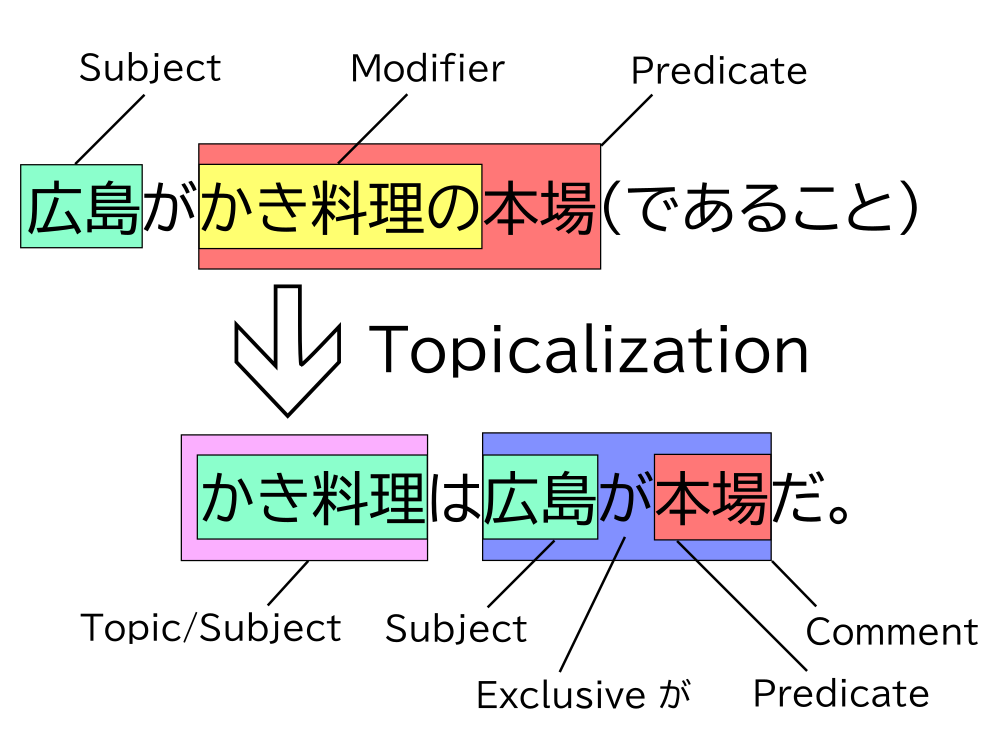 Subject Modifier Predicate
広島がかき料理の本場(であること)
Topicalization
かき料理は広島が本場だ。
Topic/Subject Subject Comment
Exclusive が Predicate